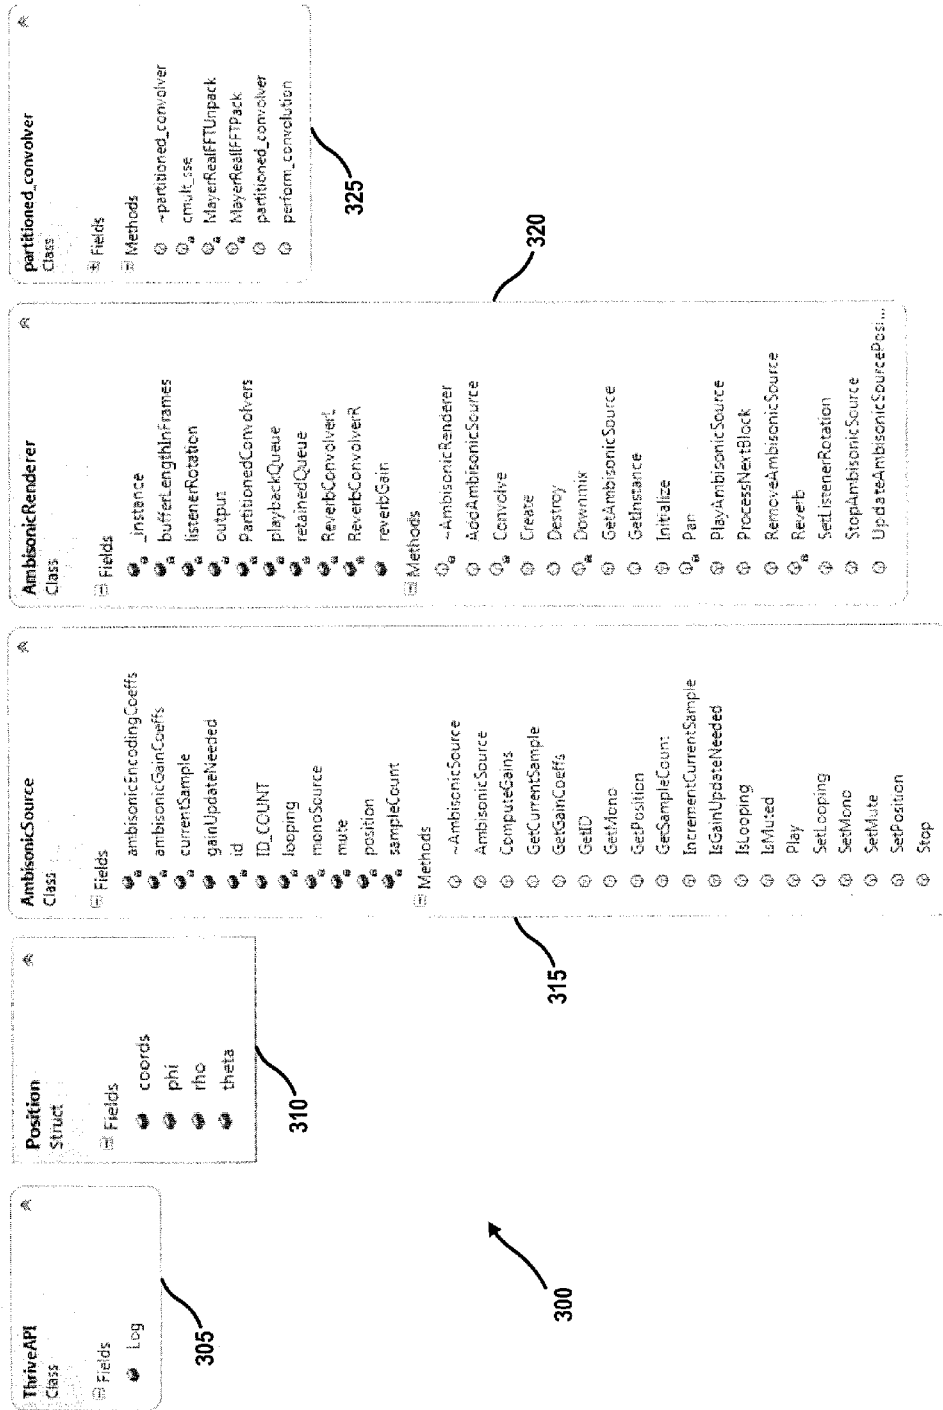 ThriveAPI
Class
Fields
Log
305
Position
Struct
Fields
coords
phi
rho
theta
310
AmbisonicSource
Class
Fields
ambisonicEncodingCoeffs
ambisonicGainCoeffs
currentSample
gainUpdateNeeded
id
ID_COUNT
looping
monoSource
mute
position
sampleCount
Methods
~AmbisonicSource
AmbisonicSource
ComputeGains
GetCurrentSample
GetGainCoeffs
GetID
GetMono
GetPosition
GetSampleCount
IncrementCurrentSample
IsGainUpdateNeeded
IsLooping
IsMuted
Play
SetLooping
SetMono
SetMute
SetPosition
Stop
315
AmbisonicRenderer
Class
Fields
_instance
bufferLengthInFrames
listenerRotation
output
PartitionedConvolvers
playbackQueue
retainedQueue
ReverbConvolverL
ReverbConvolverR
reverbGain
Methods
~AmbisonicRenderer
AddAmbisonicSource
Convolve
Create
Destroy
Downmix
GetAmbisonicSource
GetInstance
Initialize
Pan
PlayAmbisonicSource
ProcessNextBlock
RemoveAmbisonicSource
Reverb
SetListenerRotation
StopAmbisonicSource
UpdateAmbisonicSourcePosi...
320
partitioned_convolver
Class
Fields
Methods
~partitioned_convolver
cmult_sse
MayerRealFFTUnpack
MayerRealFFTPack
partitioned_convolver
perform_convolution
325
300